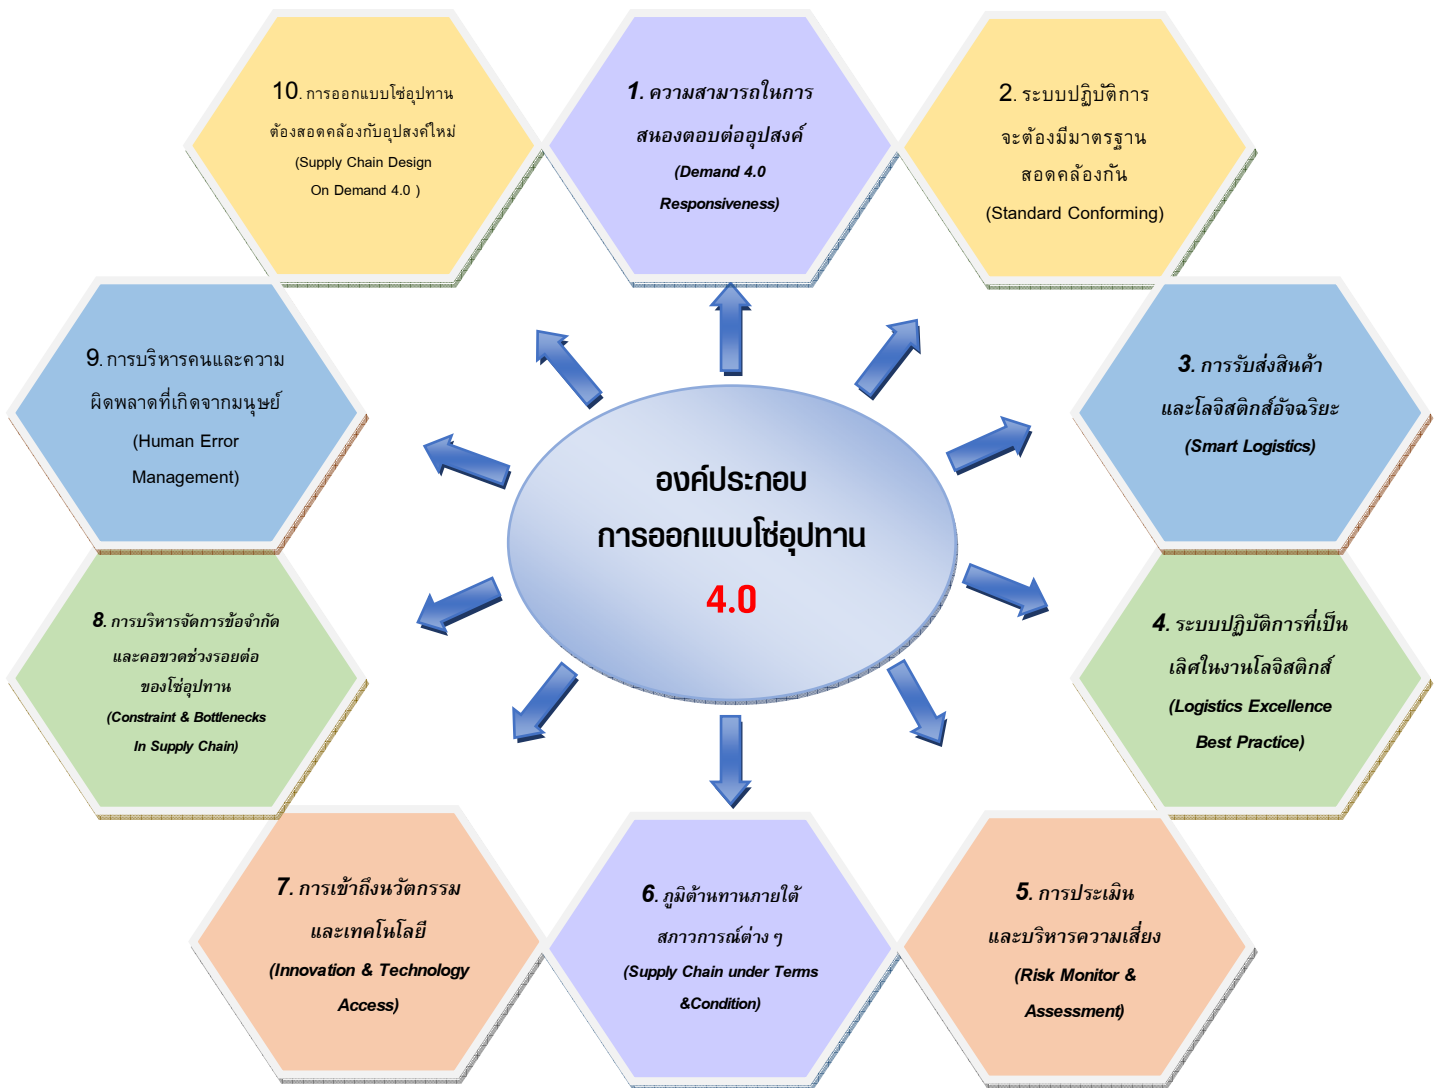 10. การออกแบบโซ่อุปทาน
ต้องสอดคล้องกับอุปสงค์ใหม่
(Supply Chain Design
On Demand 4.0 )
1. ความสามารถในการ
สนองตอบต่ออุปสงค์
(Demand 4.0
Responsiveness)
2. ระบบปฏิบัติการ
จะต้องมีมาตรฐาน
สอดคล้องกัน
(Standard Conforming)
9. การบริหารคนและความ
ผิดพลาดที่เกิดจากมนุษย์
(Human Error
Management)
3. การรับส่งสินค้า
และโลจิสติกส์อัจฉริยะ
(Smart Logistics)
องค์ประกอบ
การออกแบบโซ่อุปทาน
4.0
8. การบริหารจัดการข้อจำกัด
และคอขวดช่วงรอยต่อ
ของโซ่อุปทาน
(Constraint & Bottlenecks
In Supply Chain)
4. ระบบปฏิบัติการที่เป็น
เลิศในงานโลจิสติกส์
(Logistics Excellence
Best Practice)
7. การเข้าถึงนวัตกรรม
และเทคโนโลยี
(Innovation & Technology
Access)
6. ภูมิต้านทานภายใต้
สภาวการณ์ต่าง ๆ
(Supply Chain under Terms
&Condition)
5. การประเมิน
และบริหารความเสี่ยง
(Risk Monitor &
Assessment)